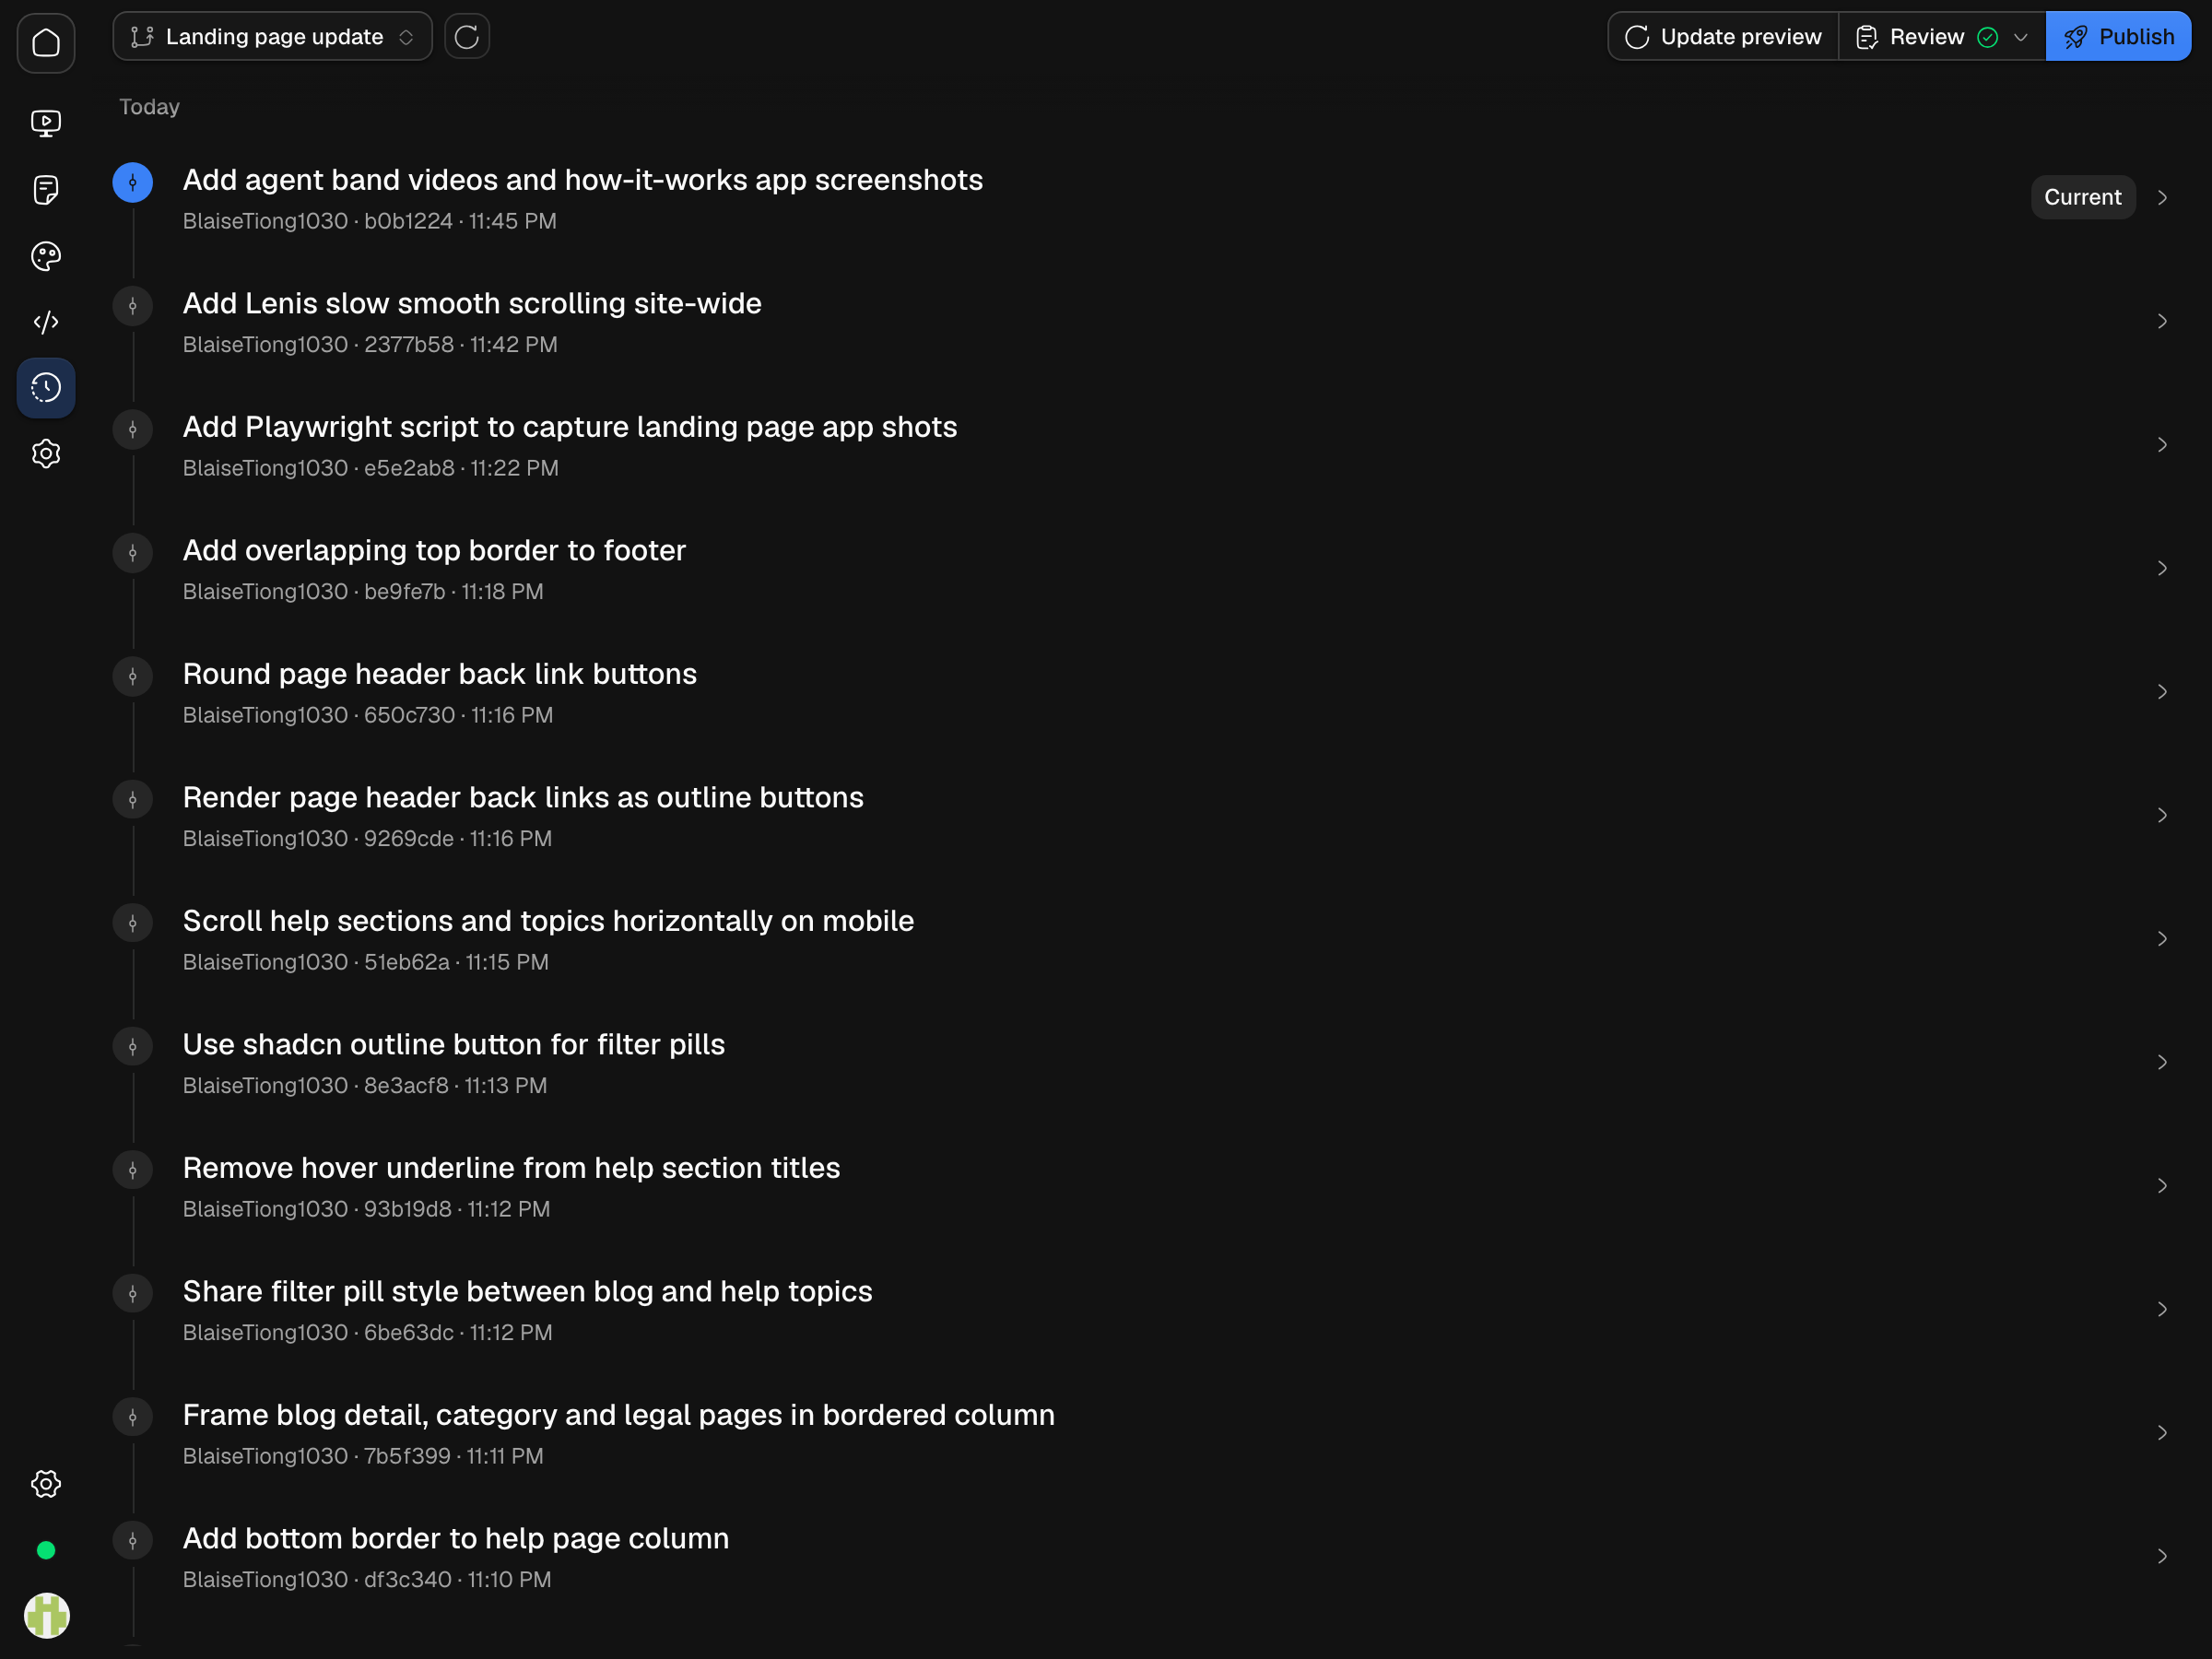 Landing page update
Update preview
Review
Publish
Today
Add agent band videos and how-it-works app screenshots
BlaiseTiong1030 · b0b1224 · 11:45 PM
Current
Add Lenis slow smooth scrolling site-wide
BlaiseTiong1030 · 2377b58 · 11:42 PM
Add Playwright script to capture landing page app shots
BlaiseTiong1030 · e5e2ab8 · 11:22 PM
Add overlapping top border to footer
BlaiseTiong1030 · be9fe7b · 11:18 PM
Round page header back link buttons
BlaiseTiong1030 · 650c730 · 11:16 PM
Render page header back links as outline buttons
BlaiseTiong1030 · 9269cde · 11:16 PM
Scroll help sections and topics horizontally on mobile
BlaiseTiong1030 · 51eb62a · 11:15 PM
Use shadcn outline button for filter pills
BlaiseTiong1030 · 8e3acf8 · 11:13 PM
Remove hover underline from help section titles
BlaiseTiong1030 · 93b19d8 · 11:12 PM
Share filter pill style between blog and help topics
BlaiseTiong1030 · 6be63dc · 11:12 PM
Frame blog detail, category and legal pages in bordered column
BlaiseTiong1030 · 7b5f399 · 11:11 PM
Add bottom border to help page column
BlaiseTiong1030 · df3c340 · 11:10 PM